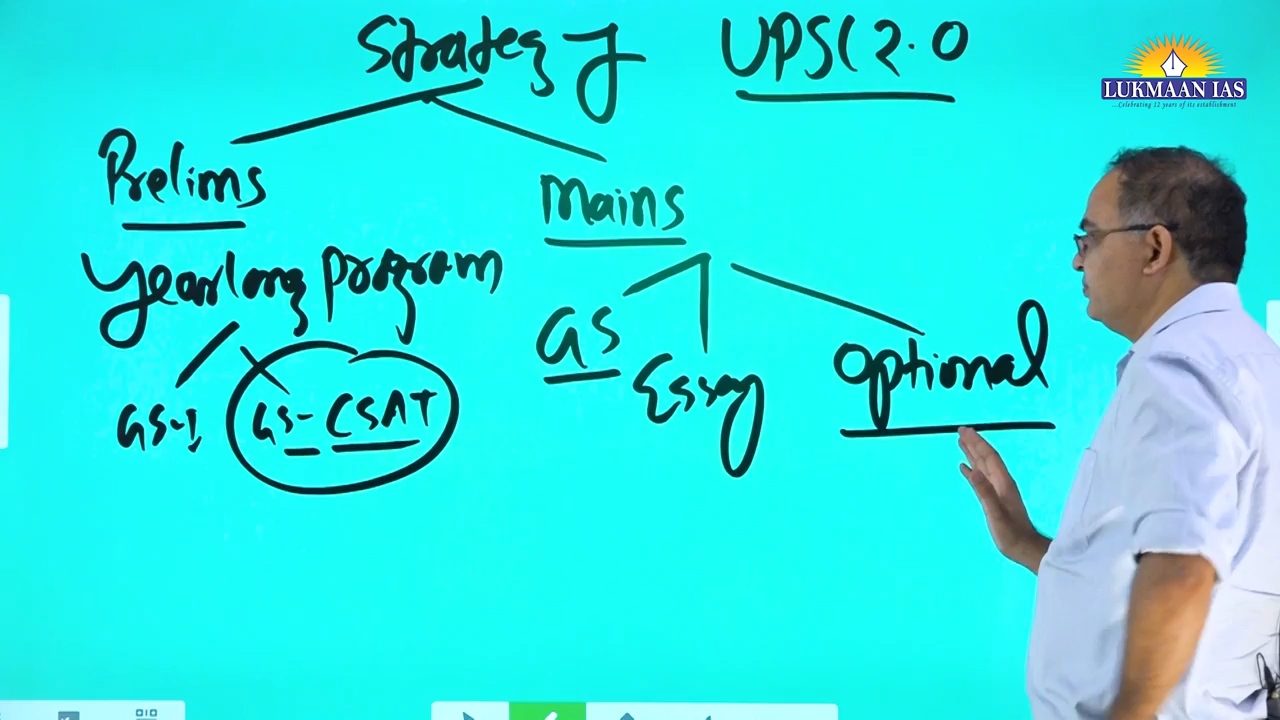 Strategy UPSC 2.0
LUKMAAN IAS
...Celebrating 12 years of its establishment
Prelims
Mains
Yearlong Program
GS
Essay
Optional
GS-I
GS-CSAT